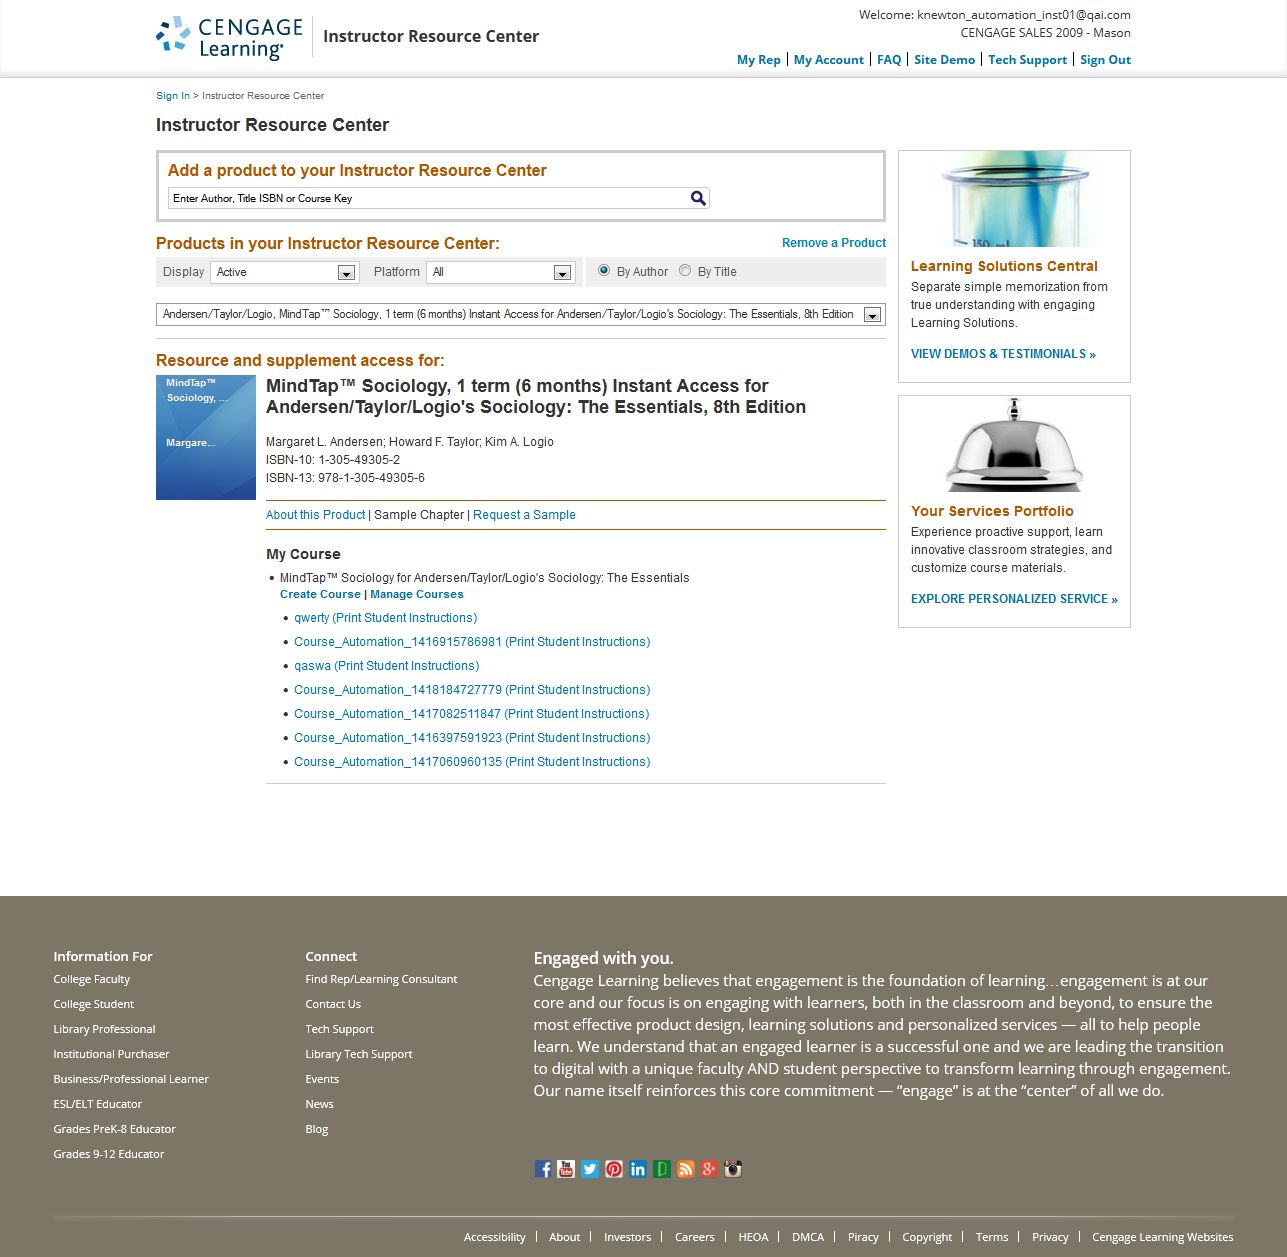 CENGAGE
Learning
Instructor Resource Center
Welcome: knewton_automation_inst01@qai.com
CENGAGE SALES 2009 - Mason
My Rep | My Account | FAQ | Site Demo | Tech Support | Sign Out
Sign In > Instructor Resource Center
Instructor Resource Center
Add a product to your Instructor Resource Center
Enter Author, Title ISBN or Course Key
Products in your Instructor Resource Center:
Remove a Product
Display Active Platform All By Author By Title
Andersen/Taylor/Logio, MindTap™ Sociology, 1 term (6 months) Instant Access for Andersen/Taylor/Logio's Sociology: The Essentials, 8th Edition
Resource and supplement access for:
MindTap™
Sociology, ...
Margare...
MindTap™ Sociology, 1 term (6 months) Instant Access for
Andersen/Taylor/Logio's Sociology: The Essentials, 8th Edition
Margaret L. Andersen; Howard F. Taylor; Kim A. Logio
ISBN-10: 1-305-49305-2
ISBN-13: 978-1-305-49305-6
About this Product | Sample Chapter | Request a Sample
My Course
• MindTap™ Sociology for Andersen/Taylor/Logio's Sociology: The Essentials
Create Course | Manage Courses
• qwerty (Print Student Instructions)
• Course_Automation_1416915786981 (Print Student Instructions)
• qaswa (Print Student Instructions)
• Course_Automation_1418184727779 (Print Student Instructions)
• Course_Automation_1417082511847 (Print Student Instructions)
• Course_Automation_1416397591923 (Print Student Instructions)
• Course_Automation_1417060960135 (Print Student Instructions)
150 ml
Learning Solutions Central
Separate simple memorization from
true understanding with engaging
Learning Solutions.
VIEW DEMOS & TESTIMONIALS »
Your Services Portfolio
Experience proactive support, learn
innovative classroom strategies, and
customize course materials.
EXPLORE PERSONALIZED SERVICE »
Information For
College Faculty
College Student
Library Professional
Institutional Purchaser
Business/Professional Learner
ESL/ELT Educator
Grades PreK-8 Educator
Grades 9-12 Educator
Connect
Find Rep/Learning Consultant
Contact Us
Tech Support
Library Tech Support
Events
News
Blog
Engaged with you.
Cengage Learning believes that engagement is the foundation of learning…engagement is at our
core and our focus is on engaging with learners, both in the classroom and beyond, to ensure the
most effective product design, learning solutions and personalized services — all to help people
learn. We understand that an engaged learner is a successful one and we are leading the transition
to digital with a unique faculty AND student perspective to transform learning through engagement.
Our name itself reinforces this core commitment — “engage” is at the “center” of all we do.
Accessibility | About | Investors | Careers | HEOA | DMCA | Piracy | Copyright | Terms | Privacy | Cengage Learning Websites